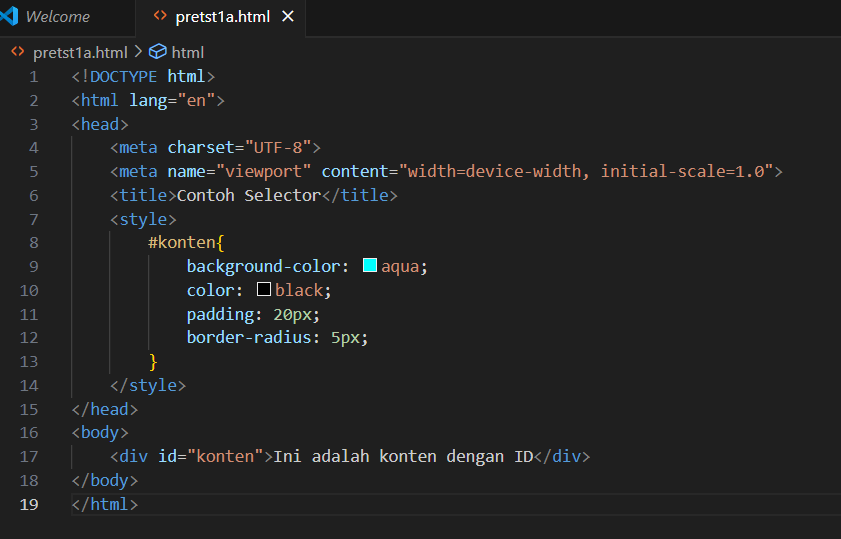 Welcome pretst1a.html
pretst1a.html > html
1 <!DOCTYPE html>
2 <html lang="en">
3 <head>
4 <meta charset="UTF-8">
5 <meta name="viewport" content="width=device-width, initial-scale=1.0">
6 <title>Contoh Selector</title>
7 <style>
8 #konten{
9 background-color: aqua;
10 color: black;
11 padding: 20px;
12 border-radius: 5px;
13 }
14 </style>
15 </head>
16 <body>
17 <div id="konten">Ini adalah konten dengan ID</div>
18 </body>
19 </html>